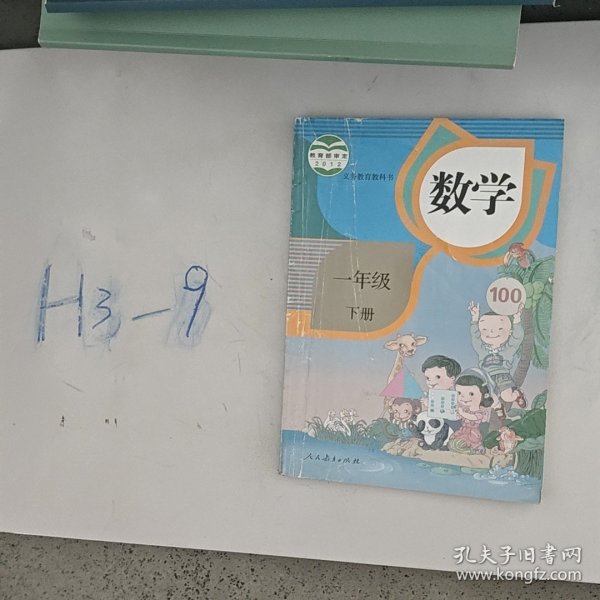 教育部审定
2012
义务教育教科书
数学
一年级
下册
100
人民教育出版社
H3-9
孔夫子旧书网
www.kongfz.com